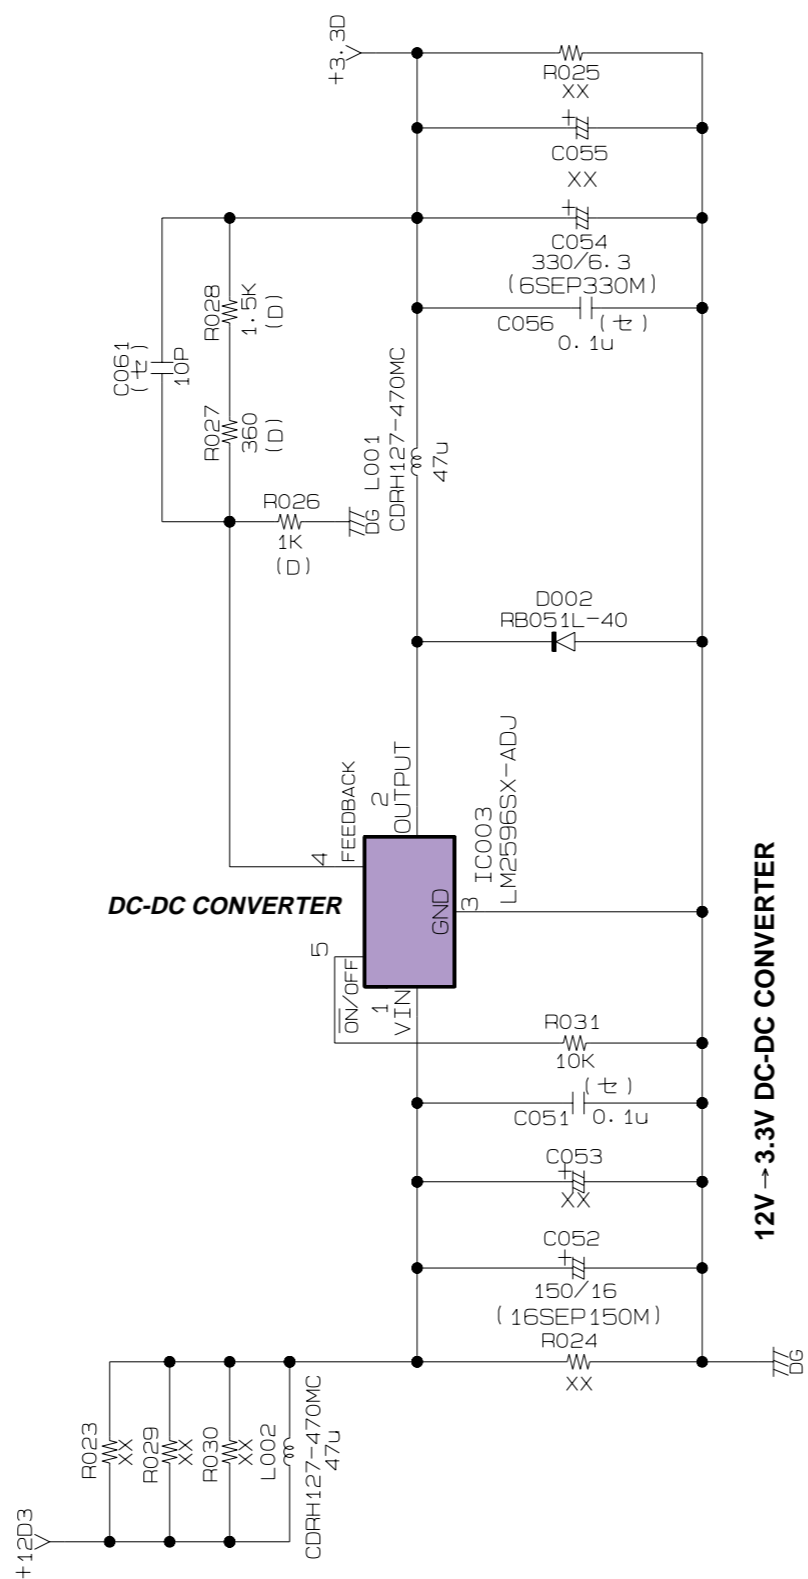 +3.3D
R025
XX
C055
XX
C054
330/6.3
(6SEP330M)
C056
(セ)
0.1u
R028
1.5K
(D)
C061
(セ)
10P
R027
360
(D)
L001
CDRH127-470MC
47u
R026
1K
(D)
DG
D002
RB051L-40
4
FEEDBACK
2
OUTPUT
IC003
LM2596SX-ADJ
DC-DC CONVERTER
GND
3
5
ON/OFF
1
VIN
R031
10K
C051
(セ)
0.1u
C053
XX
C052
150/16
(16SEP150M)
R024
XX
DG
12V→3.3V DC-DC CONVERTER
R023
XX
R029
XX
R030
XX
L002
CDRH127-470MC
47u
+12D3